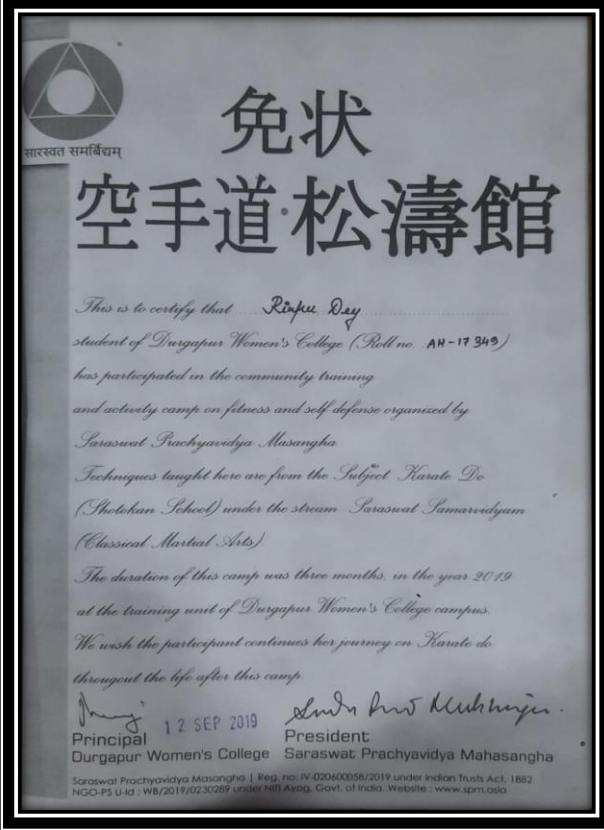 सारस्वत समर्बिद्यम्
免状
空手道·松濤館
This is to certify that Rinku Dey
student of Durgapur Women's College (Roll no. AH-17 349)
has participated in the community training
and activity camp on fitness and self defense organized by
Saraswat Prachyavidya Masangha
Techniques taught here are from the Subject Karate Do
(Shotokan School) under the stream Saraswat Samarvidyam
(Classical Martial Arts)
The duration of this camp was three months, in the year 2019
at the training unit of Durgapur Women's College campus.
We wish the participant continues her journey on Karate do
througout the life after this camp
12 SEP 2019
Principal
Durgapur Women's College
President
Saraswat Prachyavidya Mahasangha
Saraswat Prachyavidya Masongha | Reg. no: IV-020600058/2019 under Indian Trusts Act, 1882
NGO-PS U-Id : WB/2019/0230289 under Niti Ayog, Govt. of India. Website : www.spm.asia